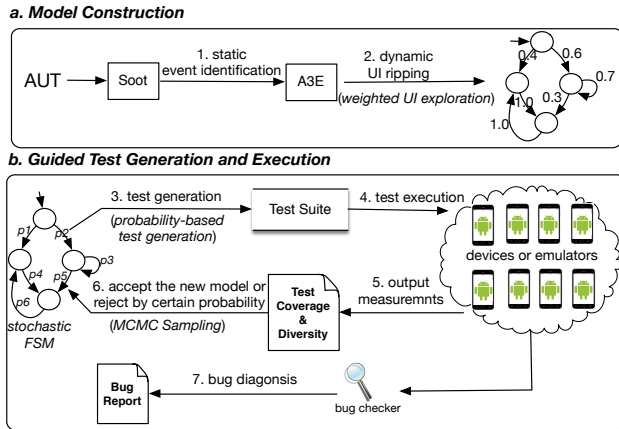 a. Model Construction
AUT
Soot
1. static
event identification
A3E
2. dynamic
UI ripping
(weighted UI exploration)
0.4
0.6
0.7
1.0
0.3
1.0
b. Guided Test Generation and Execution
p1
p2
p3
p4
p5
p6
stochastic
FSM
3. test generation
(probability-based
test generation)
Test Suite
4. test execution
devices or emulators
5. output
measuremnts
Test
Coverage
&
Diversity
6. accept the new model or
reject by certain probability
(MCMC Sampling)
7. bug diagonsis
Bug
Report
bug checker